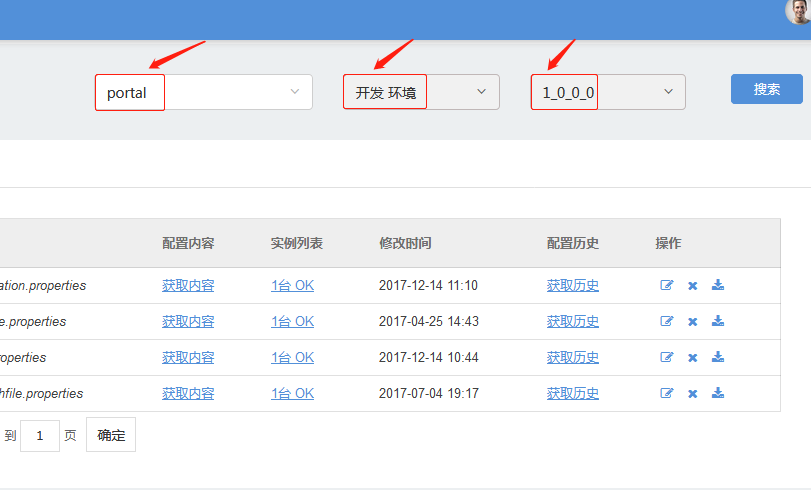 portal 开发 环境 1_0_0_0 搜索
配置内容 实例列表 修改时间 配置历史 操作
ation.properties 获取内容 1台 OK 2017-12-14 11:10 获取历史
e.properties 获取内容 1台 OK 2017-04-25 14:43 获取历史
roperties 获取内容 1台 OK 2017-12-14 10:44 获取历史
hfile.properties 获取内容 1台 OK 2017-07-04 19:17 获取历史
到 1 页 确定